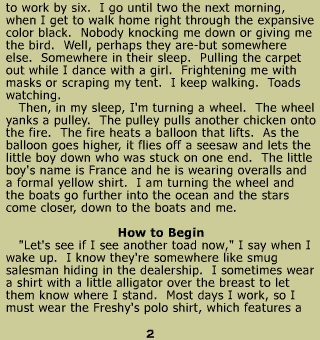 to work by six.  I go until two the next morning,
when I get to walk home right through the expansive
color black.  Nobody knocking me down or giving me
the bird.  Well, perhaps they are-but somewhere
else.  Somewhere in their sleep.  Pulling the carpet
out while I dance with a girl.  Frightening me with
masks or scraping my tent.  I keep walking.  Toads
watching.
Then, in my sleep, I'm turning a wheel.  The wheel
yanks a pulley.  The pulley pulls another chicken onto
the fire.  The fire heats a balloon that lifts.  As the
balloon goes higher, it flies off a seesaw and lets the
little boy down who was stuck on one end.  The little
boy's name is France and he is wearing overalls and
a formal yellow shirt.  I am turning the wheel and
the boats go further into the ocean and the stars
come closer, down to the boats and me.
How to Begin
"Let's see if I see another toad now," I say when I
wake up.  I know they're somewhere like smug
salesman hiding in the dealership.  I sometimes wear
a shirt with a little alligator over the breast to let
them know where I stand.  Most days I work, so I
must wear the Freshy's polo shirt, which features a
2